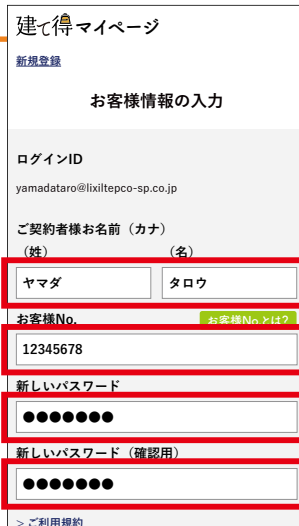 建て得マイページ
新規登録
お客様情報の入力
ログインID
yamadataro@lixiltepco-sp.co.jp
ご契約者様お名前（カナ）
（姓） （名）
ヤマダ タロウ
お客様No. お客様No.とは?
12345678
新しいパスワード
●●●●●●●
新しいパスワード（確認用）
●●●●●●●
> ご利用規約